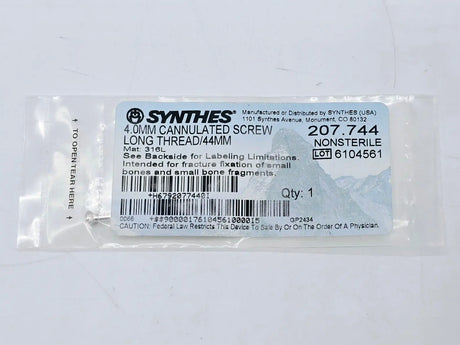 SYNTHES®
Manufactured or Distributed by SYNTHES (USA)
1101 Synthes Avenue, Monument, CO 80132
4.0MM CANNULATED SCREW
LONG THREAD/44MM
207.744
NONSTERILE
Mat: 316L
LOT 6104561
See Backside for Labeling Limitations.
Intended for fracture fixation of small
bones and small bone fragments.
Qty: 1
+H67920774401
0086
GP2434
CAUTION: Federal Law Restricts This Device To Sale By Or On The Order Of A Physician.
TO OPEN TEAR HERE